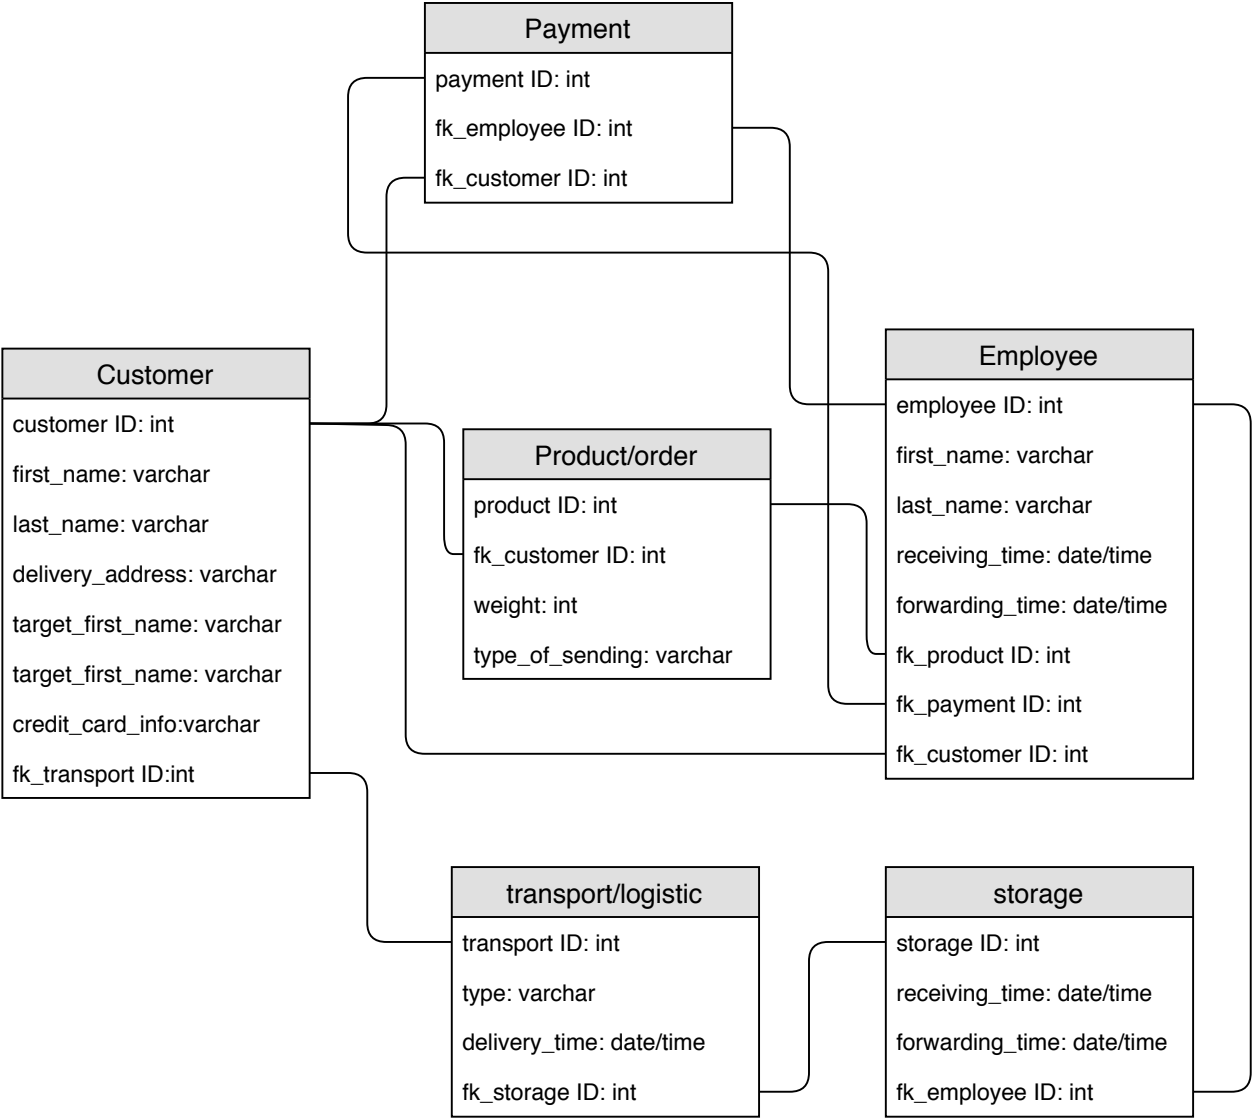 Payment
payment ID: int
fk_employee ID: int
fk_customer ID: int
Customer
customer ID: int
first_name: varchar
last_name: varchar
delivery_address: varchar
target_first_name: varchar
target_first_name: varchar
credit_card_info:varchar
fk_transport ID:int
Product/order
product ID: int
fk_customer ID: int
weight: int
type_of_sending: varchar
Employee
employee ID: int
first_name: varchar
last_name: varchar
receiving_time: date/time
forwarding_time: date/time
fk_product ID: int
fk_payment ID: int
fk_customer ID: int
transport/logistic
transport ID: int
type: varchar
delivery_time: date/time
fk_storage ID: int
storage
storage ID: int
receiving_time: date/time
forwarding_time: date/time
fk_employee ID: int